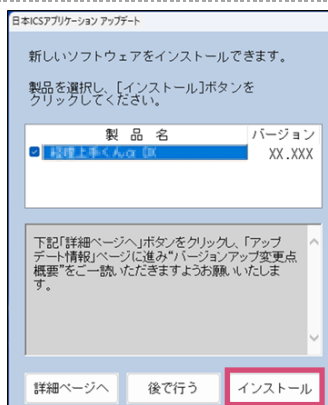 日本ICSアプリケーション アップデート
新しいソフトウェアをインストールできます。
製品を選択し、[インストール]ボタンを
クリックしてください。
製 品 名 バージョン
経理上手くんα XX.XXX
下記「詳細ページへ」ボタンをクリックし、「アップ
デート情報」ページに進み“バージョンアップ変更点
概要”をご一読いただきますようお願いいたしま
す。
詳細ページへ 後で行う インストール